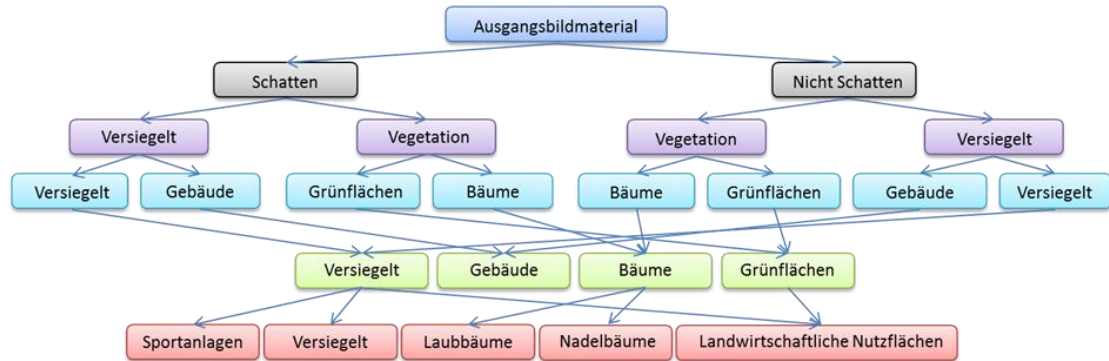 Ausgangsbildmaterial
Schatten
Nicht Schatten
Versiegelt
Vegetation
Vegetation
Versiegelt
Versiegelt
Gebäude
Grünflächen
Bäume
Bäume
Grünflächen
Gebäude
Versiegelt
Versiegelt
Gebäude
Bäume
Grünflächen
Sportanlagen
Versiegelt
Laubbäume
Nadelbäume
Landwirtschaftliche Nutzflächen